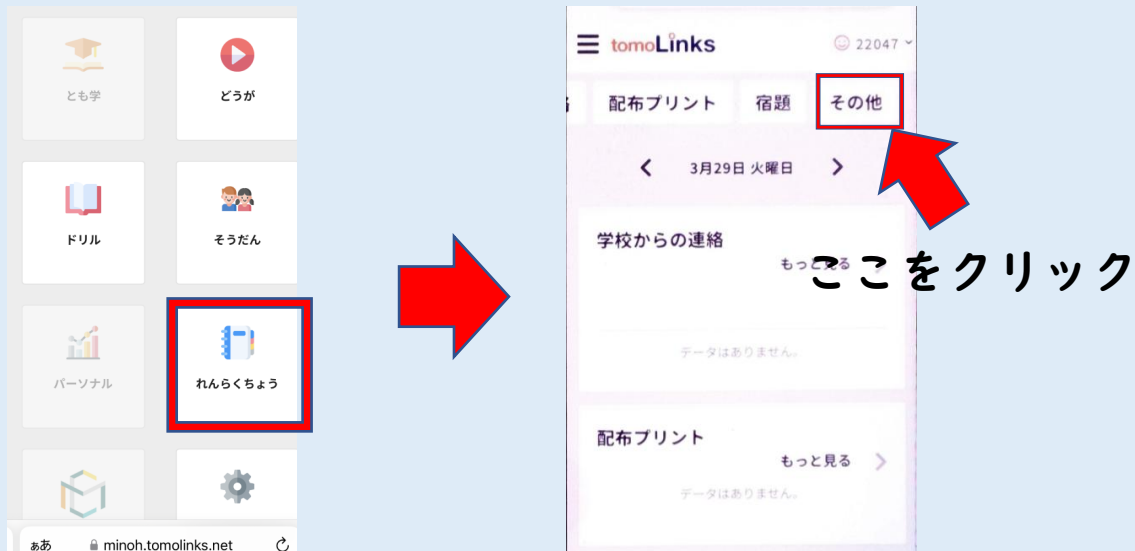 とも学
どうが
ドリル
そうだん
パーソナル
れんらくちょう
ああ minoh.tomolinks.net
tomoLinks 22047
配布プリント 宿題 その他
3月29日 火曜日
学校からの連絡
もっと見る
ここをクリック
データはありません。
配布プリント
もっと見る
データはありません。